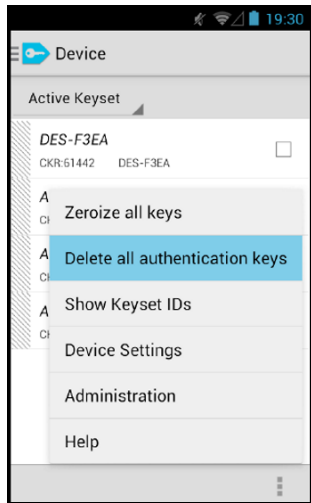 19:30
Device
Active Keyset
DES-F3EA
CKR:61442 DES-F3EA
A
Zeroize all keys
A
Delete all authentication keys
Show Keyset IDs
A
Device Settings
Administration
Help